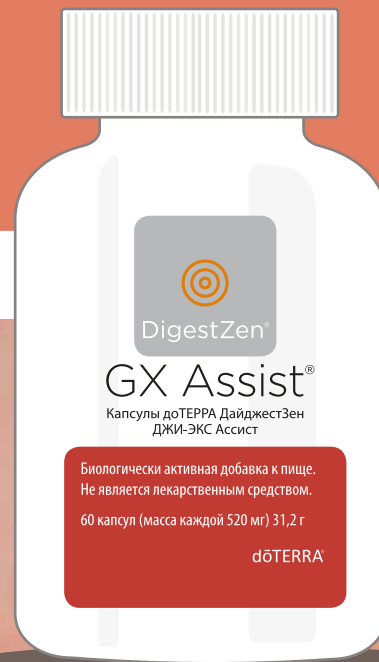 DigestZen®
GX Assist®
Капсулы доТЕРРА ДайджестЗен
ДЖИ-ЭКС Ассист
Биологически активная добавка к пище.
Не является лекарственным средством.
60 капсул (масса каждой 520 мг) 31,2 г
dōTERRA®